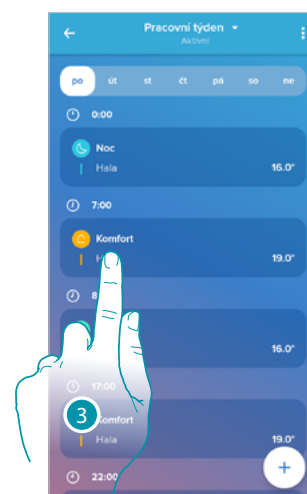 Pracovní týden
Aktivní
po út st čt pá so ne
0:00
Noc
Hala 16.0°
7:00
Komfort
19.0°
16.0°
17:00
3
Komfort
Hala 19.0°
22:00
+